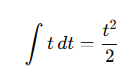 ∫ t dt = t²/2